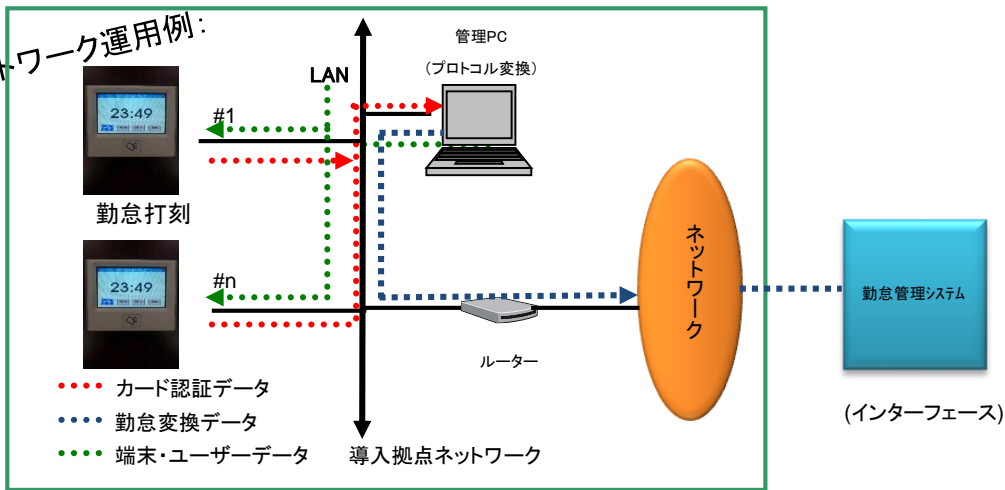 トワーク運用例:
管理PC
(プロトコル変換)
LAN
23:49
#1
勤怠打刻
23:49
#n
ネットワーク
勤怠管理システム
ルーター
カード認証データ
勤怠変換データ
端末・ユーザーデータ
導入拠点ネットワーク
(インターフェース)